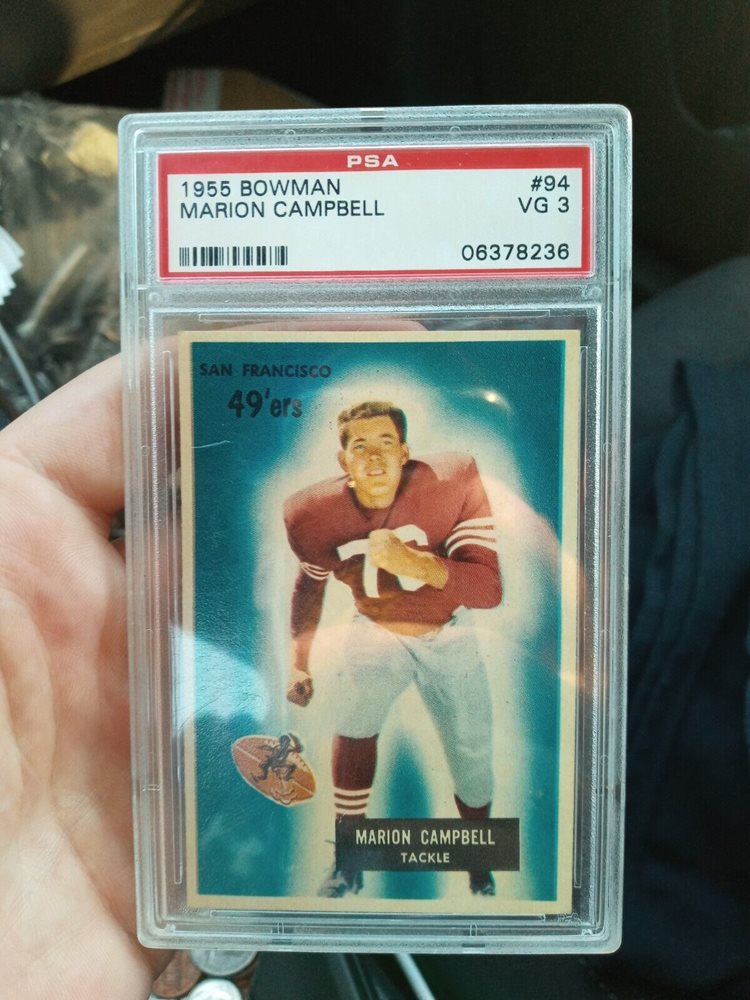 PSA
1955 BOWMAN #94
MARION CAMPBELL VG 3
06378236
SAN FRANCISCO
49'ers
MARION CAMPBELL
TACKLE